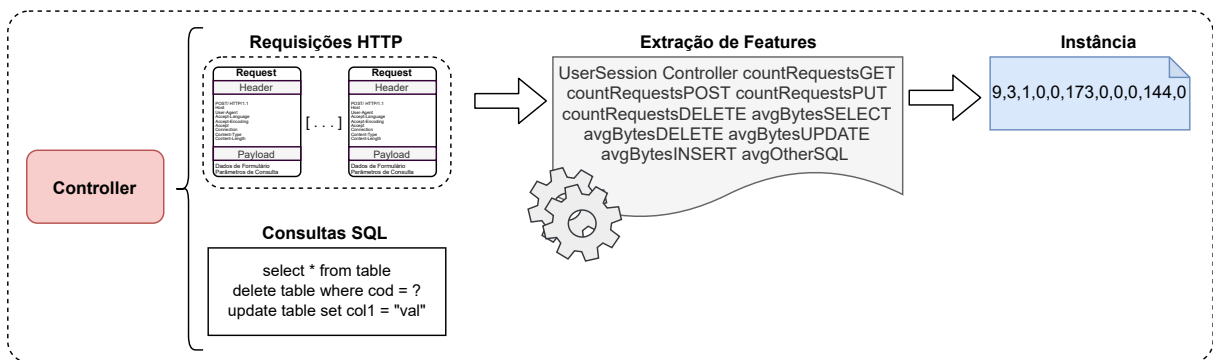 Controller
Requisições HTTP
Request
Header
POST/ HTTP/1.1
Host
User-Agent
Accept-Language
Accept-Encoding
Accept
Connection
Content-Type
Content-Length
Payload
Dados de Formulário
Parâmetros de Consulta
[ . . . ]
Request
Header
POST/ HTTP/1.1
Host
User-Agent
Accept-Language
Accept-Encoding
Accept
Connection
Content-Type
Content-Length
Payload
Dados de Formulário
Parâmetros de Consulta
Consultas SQL
select * from table
delete table where cod = ?
update table set col1 = "val"
Extração de Features
UserSession Controller countRequestsGET
countRequestsPOST countRequestsPUT
countRequestsDELETE avgBytesSELECT
avgBytesDELETE avgBytesUPDATE
avgBytesINSERT avgOtherSQL
Instância
9,3,1,0,0,173,0,0,0,144,0